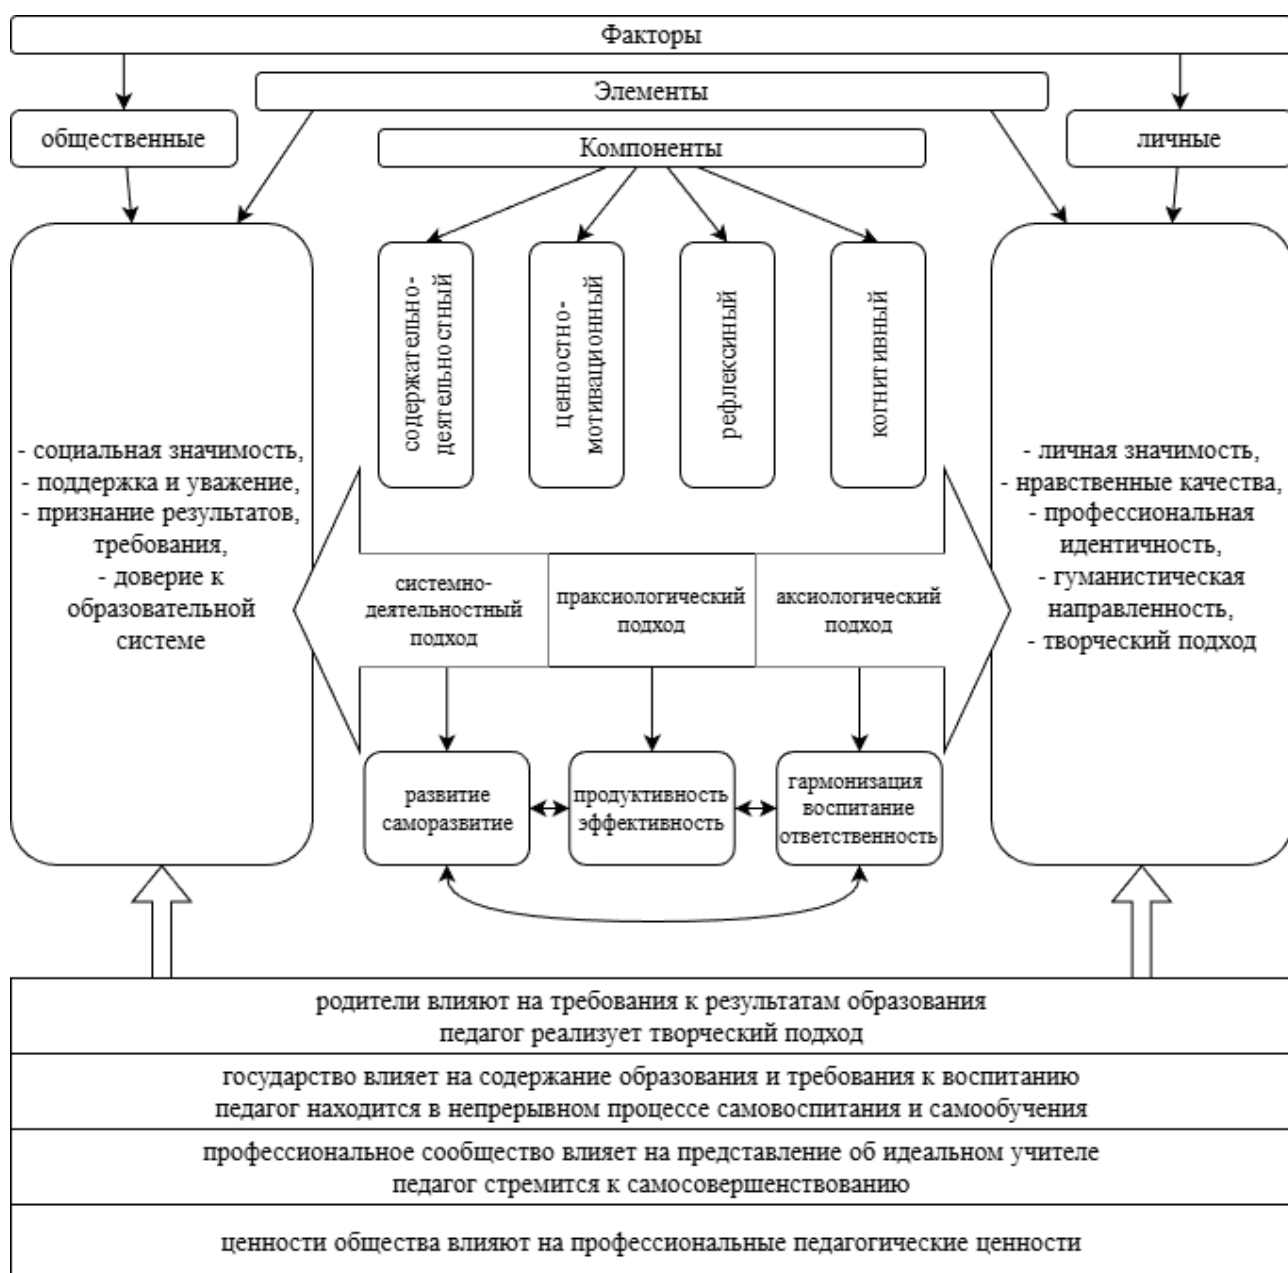 Факторы
Элементы
общественные
Компоненты
личные
содержательно-
деятельностный
ценностно-
мотивационный
рефлексиный
когнитивный
- социальная значимость,
- поддержка и уважение,
- признание результатов,
требования,
- доверие к
образовательной
системе
- личная значимость,
- нравственные качества,
- профессиональная
идентичность,
- гуманистическая
направленность,
- творческий подход
системно-
деятельностный
подход
праксиологический
подход
аксиологический
подход
развитие
саморазвитие
продуктивность
эффективность
гармонизация
воспитание
ответственность
родители влияют на требования к результатам образования
педагог реализует творческий подход
государство влияет на содержание образования и требования к воспитанию
педагог находится в непрерывном процессе самовоспитания и самообучения
профессиональное сообщество влияет на представление об идеальном учителе
педагог стремится к самосовершенствованию
ценности общества влияют на профессиональные педагогические ценности